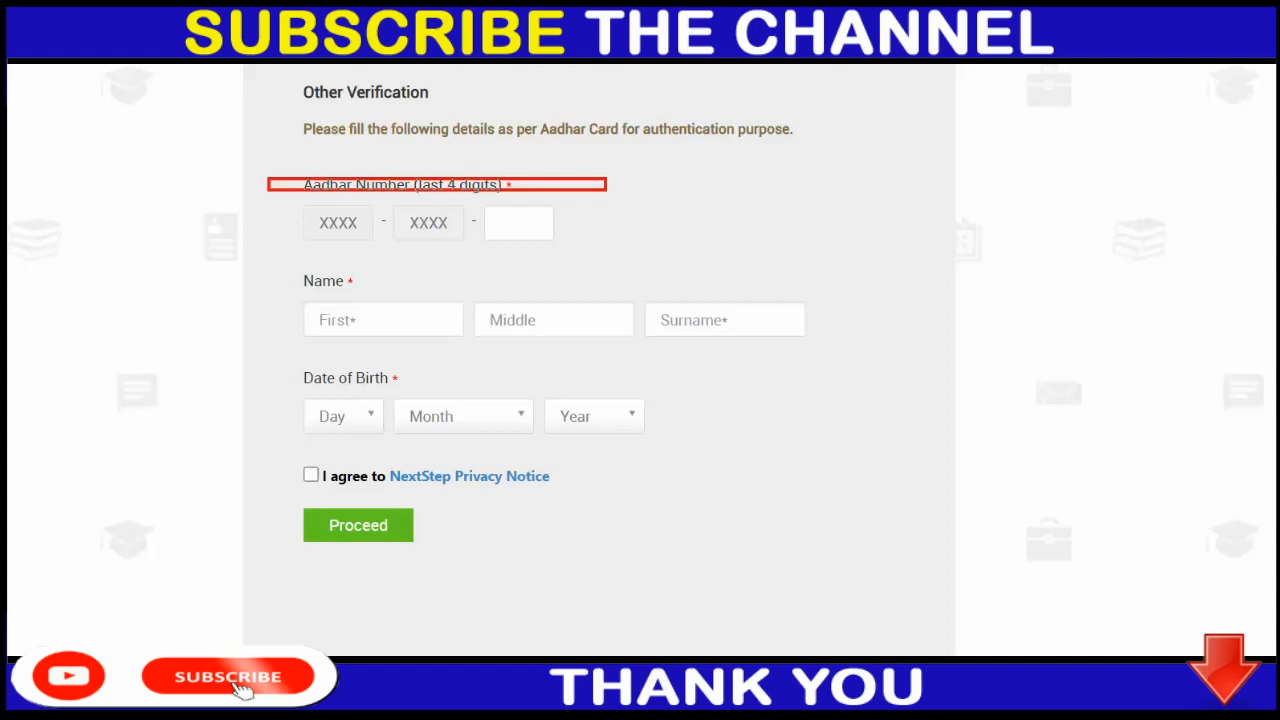 SUBSCRIBE THE CHANNEL
Other Verification
Please fill the following details as per Aadhar Card for authentication purpose.
Aadhar Number (last 4 digits) *
XXXX - XXXX -
Name *
First* Middle Surname*
Date of Birth *
Day Month Year
I agree to NextStep Privacy Notice
Proceed
SUBSCRIBE
THANK YOU